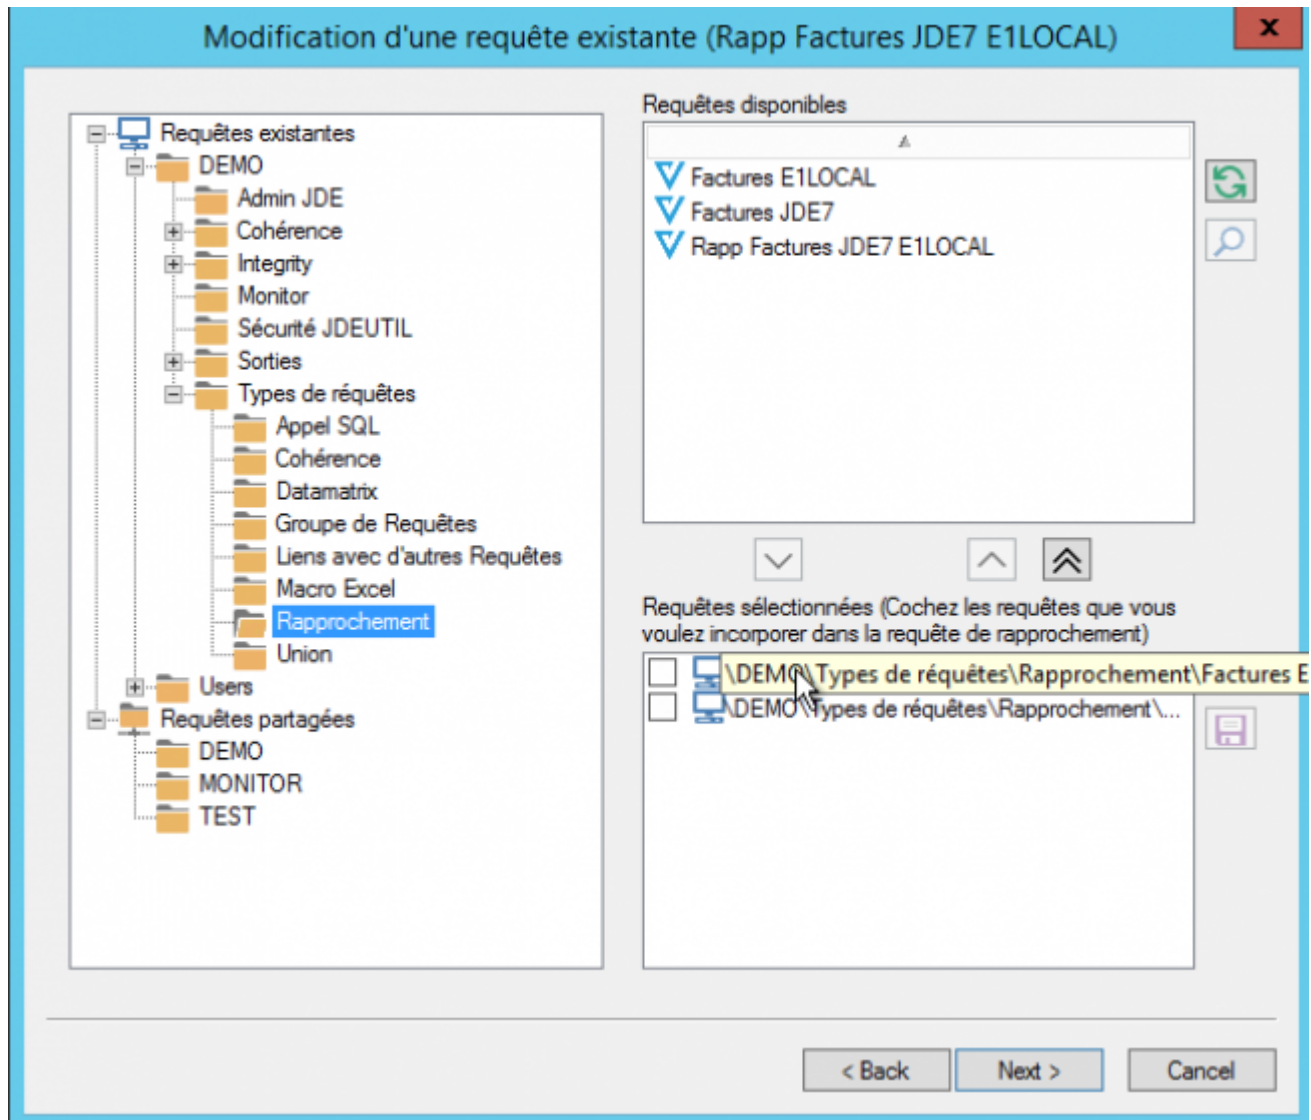 Modification d'une requête existante (Rapp Factures JDE7 E1LOCAL)
x
Requêtes existantes
DEMO
Admin JDE
Cohérence
Integrity
Monitor
Sécurité JDEUTIL
Sorties
Types de réquêtes
Appel SQL
Cohérence
Datamatrix
Groupe de Requêtes
Liens avec d'autres Requêtes
Macro Excel
Rapprochement
Union
Users
Requêtes partagées
DEMO
MONITOR
TEST
Requêtes disponibles
Factures E1LOCAL
Factures JDE7
Rapp Factures JDE7 E1LOCAL
Requêtes sélectionnées (Cochez les requêtes que vous
voulez incorporer dans la requête de rapprochement)
\DEMO\Types de réquêtes\Rapprochement\Factures E
\DEMO\Types de réquêtes\Rapprochement\...
< Back
Next >
Cancel